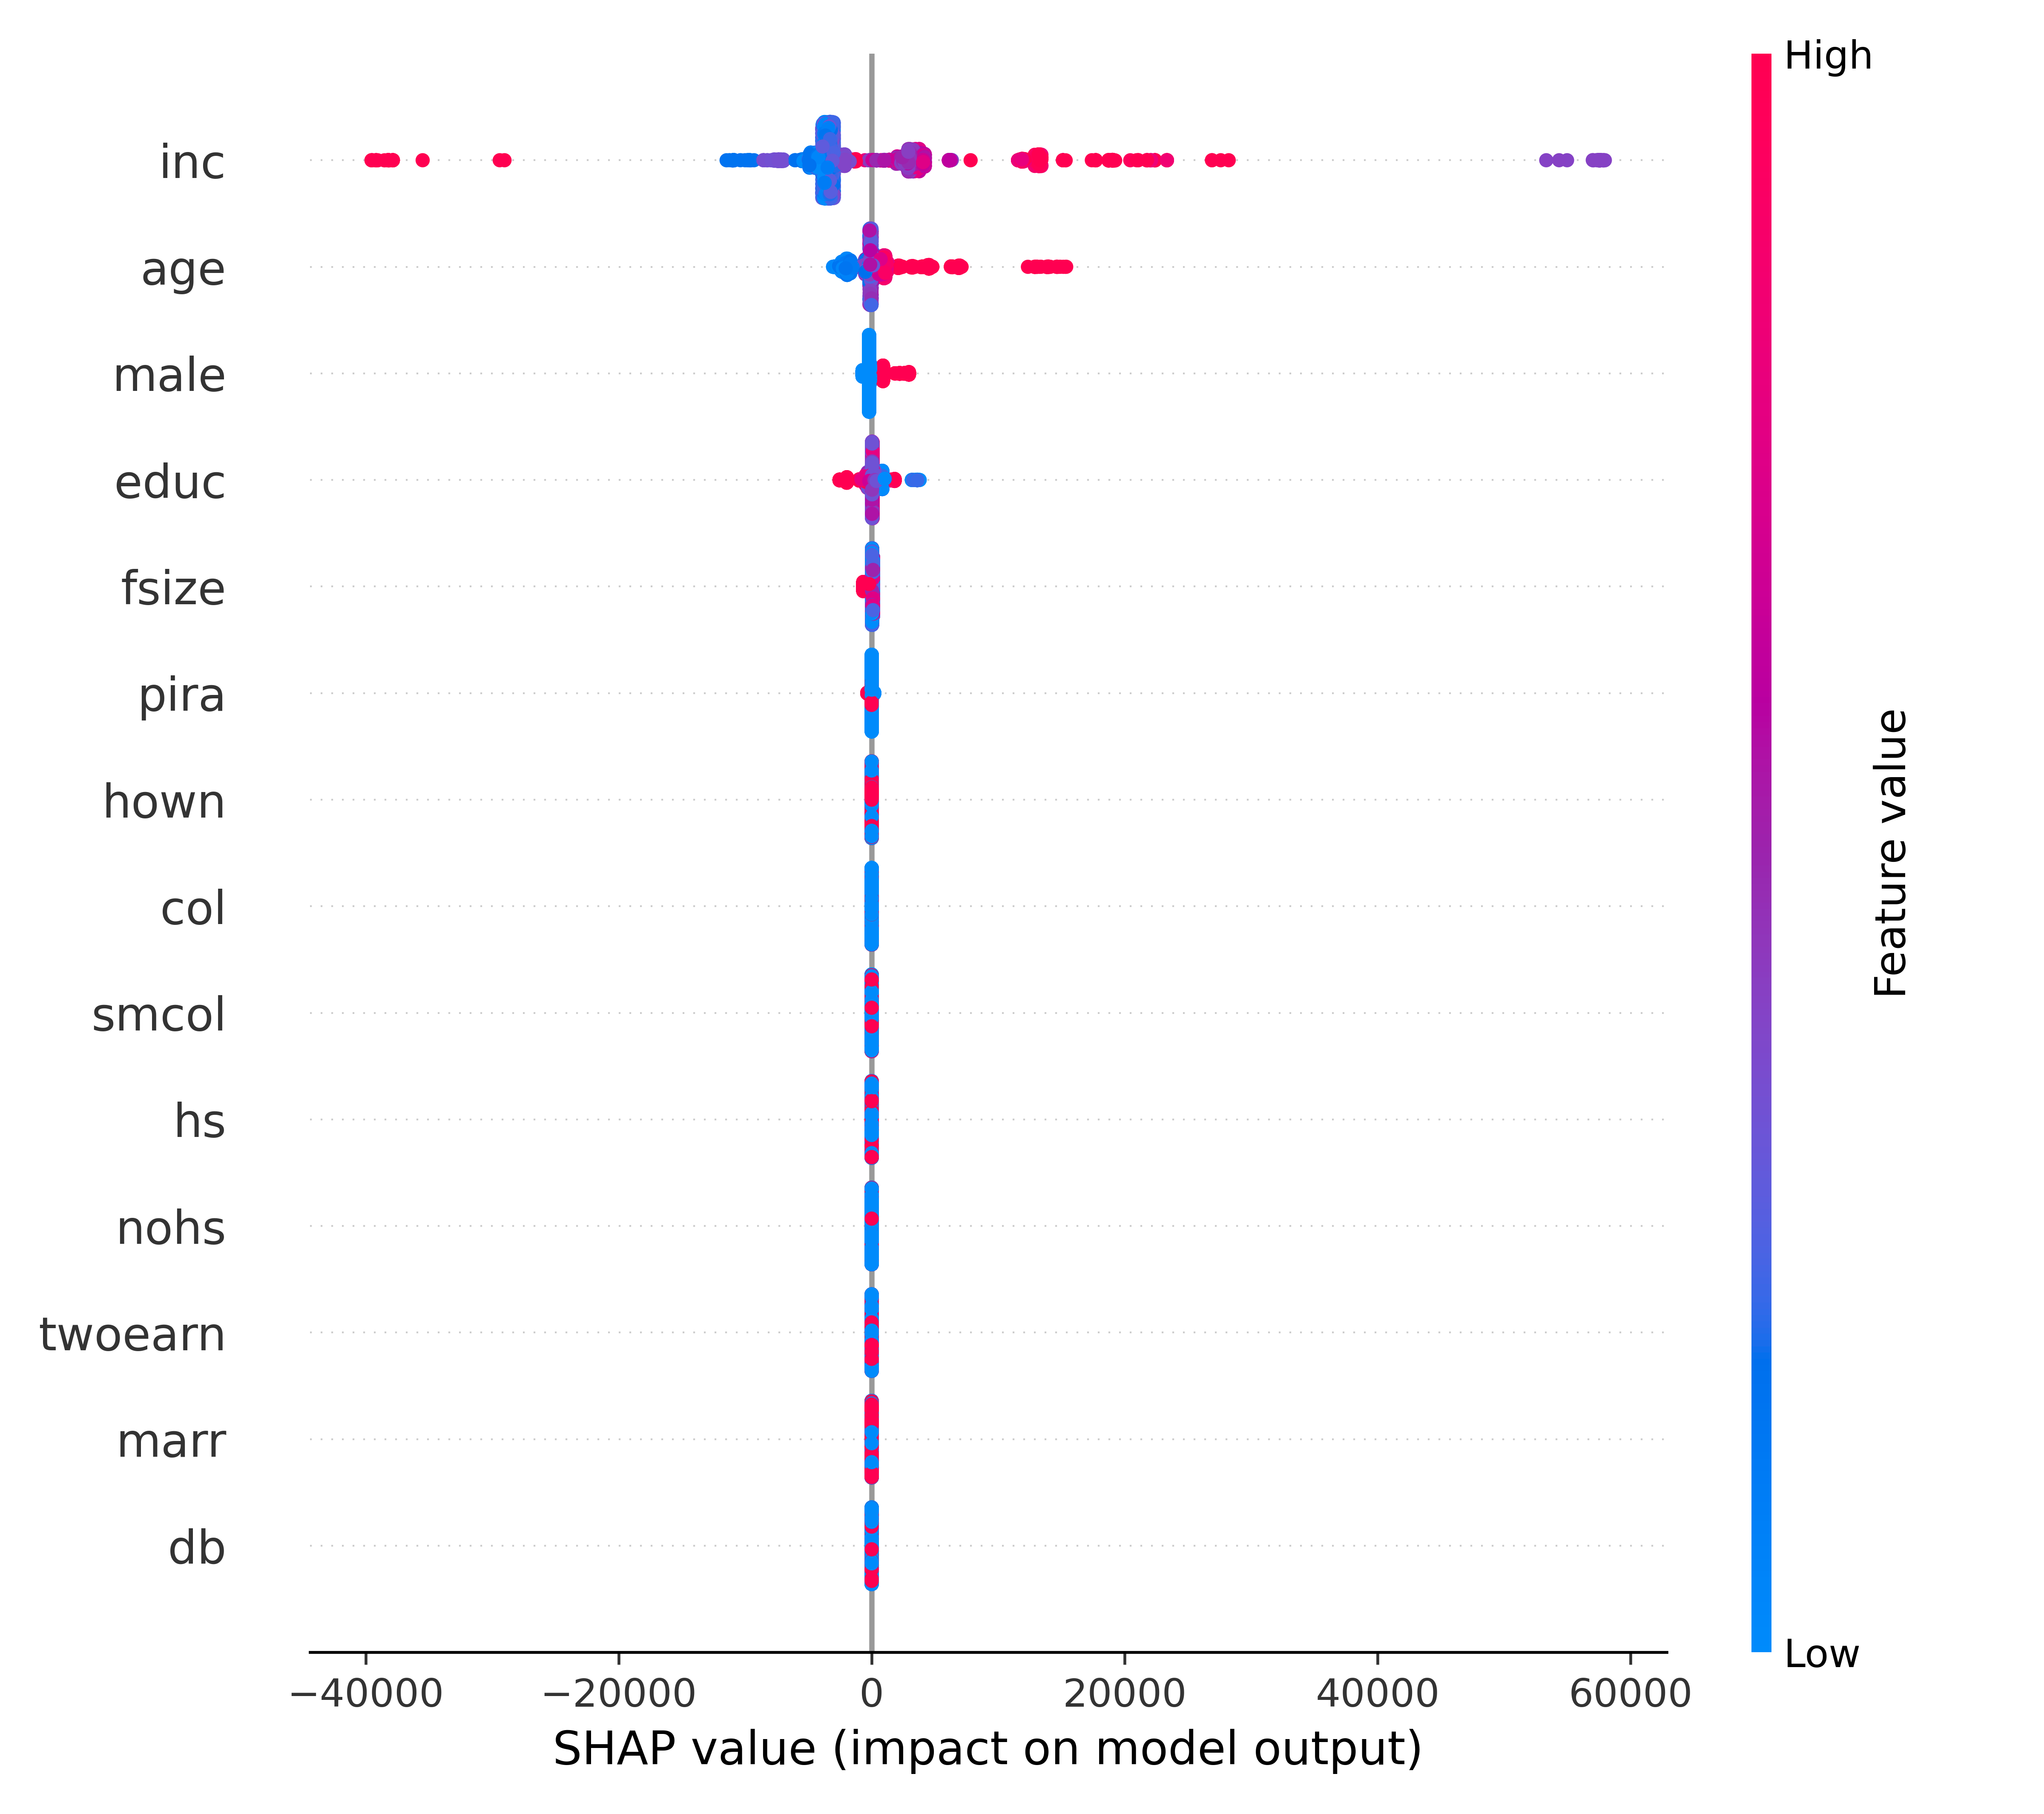 High
inc
age
male
educ
fsize
pira
hown
col
smcol
hs
nohs
twoearn
marr
db
Feature value
Low
−40000 −20000 0 20000 40000 60000
SHAP value (impact on model output)